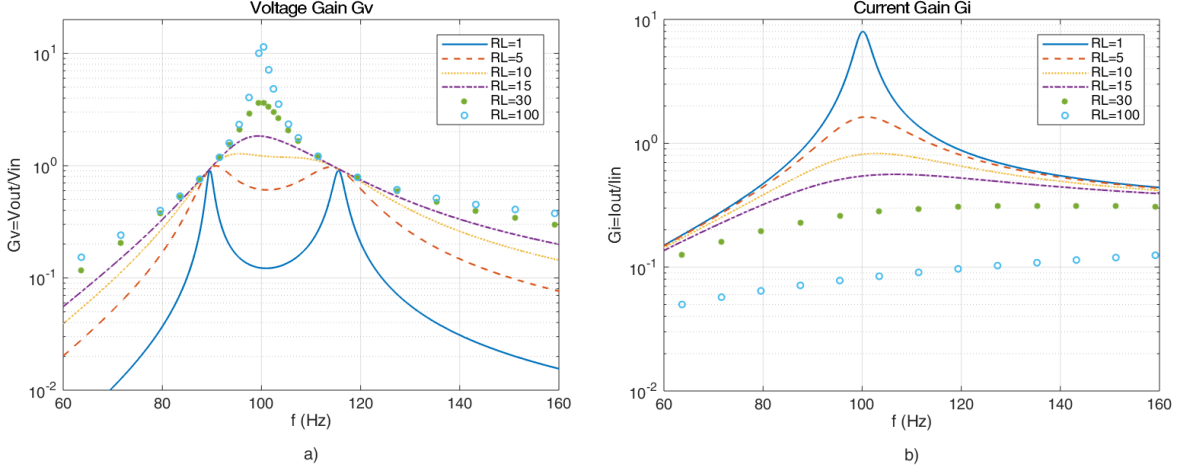 Voltage Gain Gv
Gv=Vout/Vin
10^1
10^0
10^-1
10^-2
60 80 100 120 140 160
f (Hz)
RL=1
RL=5
RL=10
RL=15
RL=30
RL=100
a)
Current Gain Gi
Gi=Iout/Iin
10^1
10^0
10^-1
10^-2
60 80 100 120 140 160
f (Hz)
RL=1
RL=5
RL=10
RL=15
RL=30
RL=100
b)